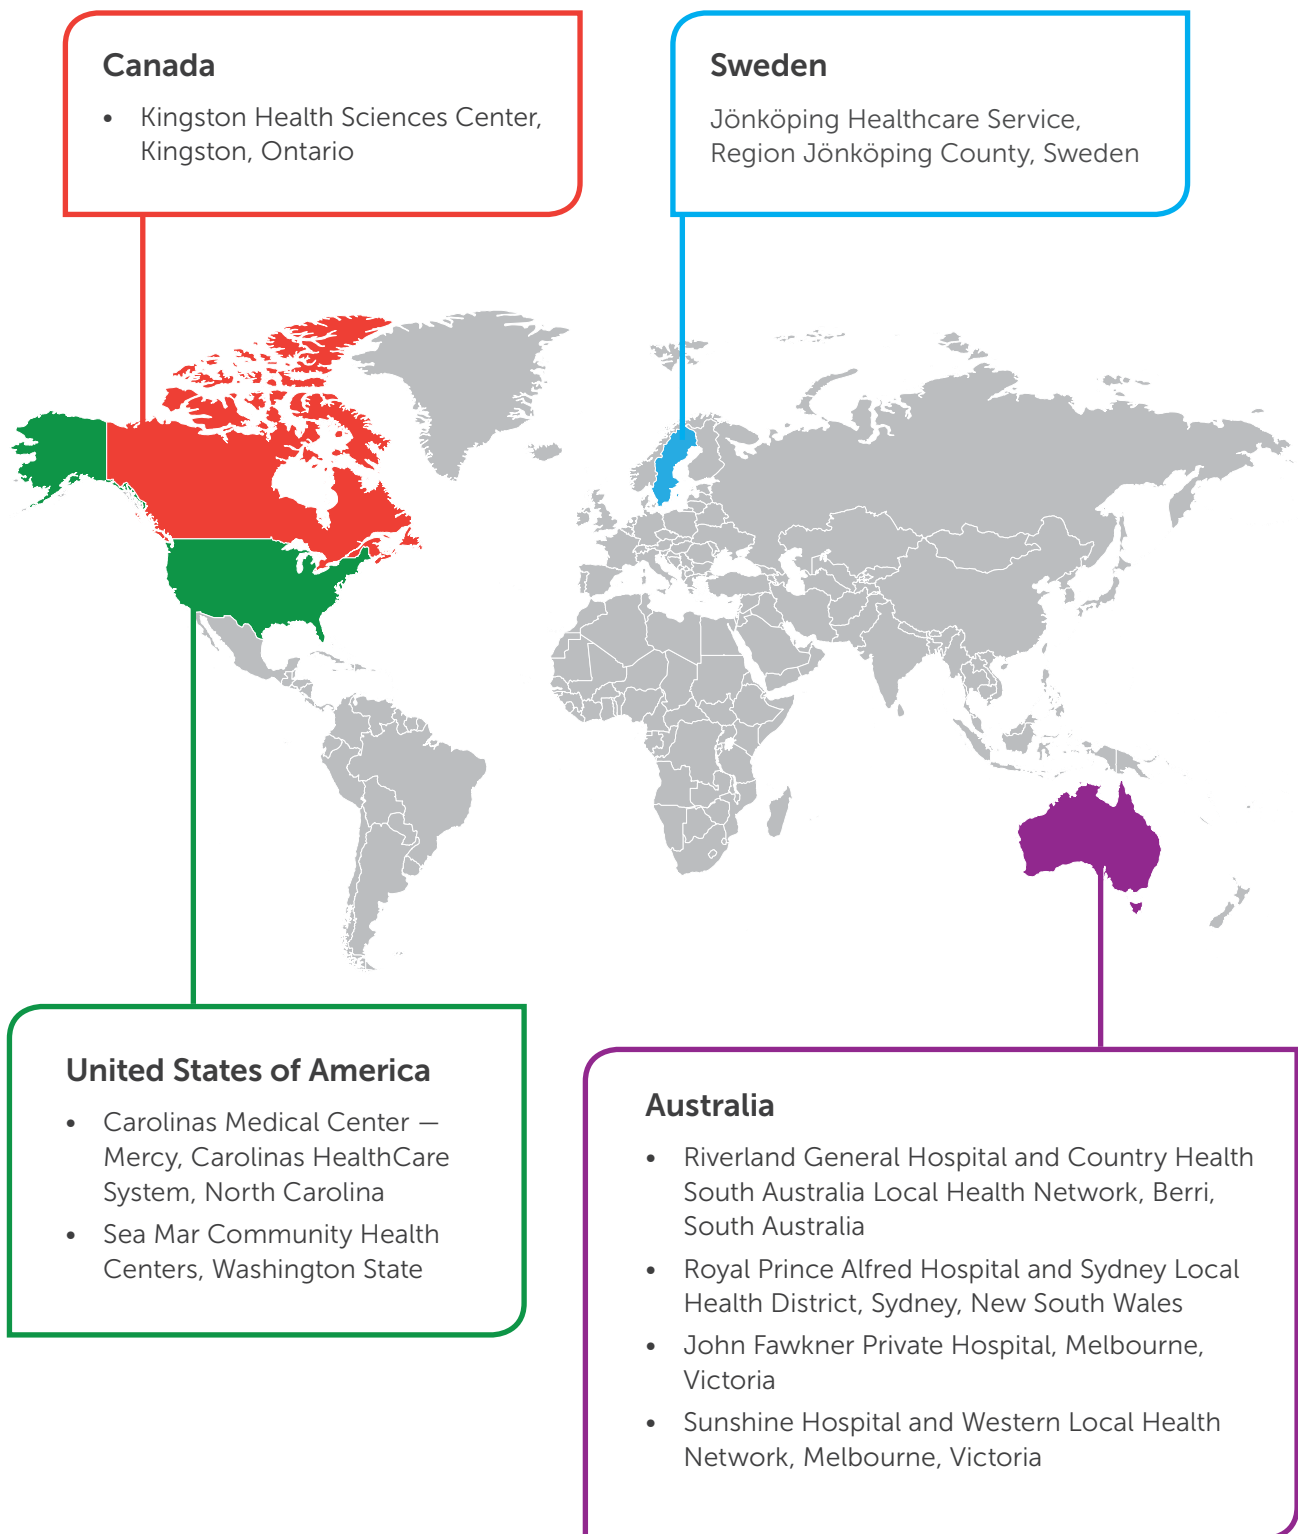 Canada
• Kingston Health Sciences Center,
Kingston, Ontario
Sweden
Jönköping Healthcare Service,
Region Jönköping County, Sweden
United States of America
• Carolinas Medical Center —
Mercy, Carolinas HealthCare
System, North Carolina
• Sea Mar Community Health
Centers, Washington State
Australia
• Riverland General Hospital and Country Health
South Australia Local Health Network, Berri,
South Australia
• Royal Prince Alfred Hospital and Sydney Local
Health District, Sydney, New South Wales
• John Fawkner Private Hospital, Melbourne,
Victoria
• Sunshine Hospital and Western Local Health
Network, Melbourne, Victoria